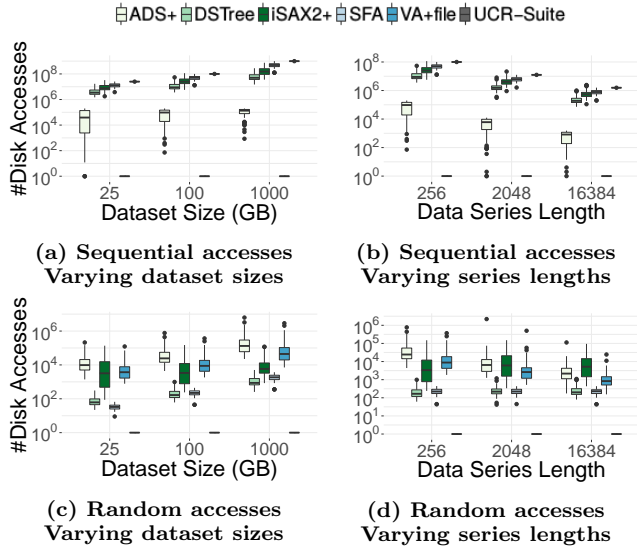 ADS+ DSTree iSAX2+ SFA VA+file UCR-Suite
#Disk Accesses
10^8
10^6
10^4
10^2
10^0
25 100 1000
Dataset Size (GB)
(a) Sequential accesses
Varying dataset sizes
10^8
10^6
10^4
10^2
10^0
256 2048 16384
Data Series Length
(b) Sequential accesses
Varying series lengths
#Disk Accesses
10^6
10^4
10^2
10^0
25 100 1000
Dataset Size (GB)
(c) Random accesses
Varying dataset sizes
10^6
10^5
10^4
10^3
10^2
10^1
10^0
256 2048 16384
Data Series Length
(d) Random accesses
Varying series lengths